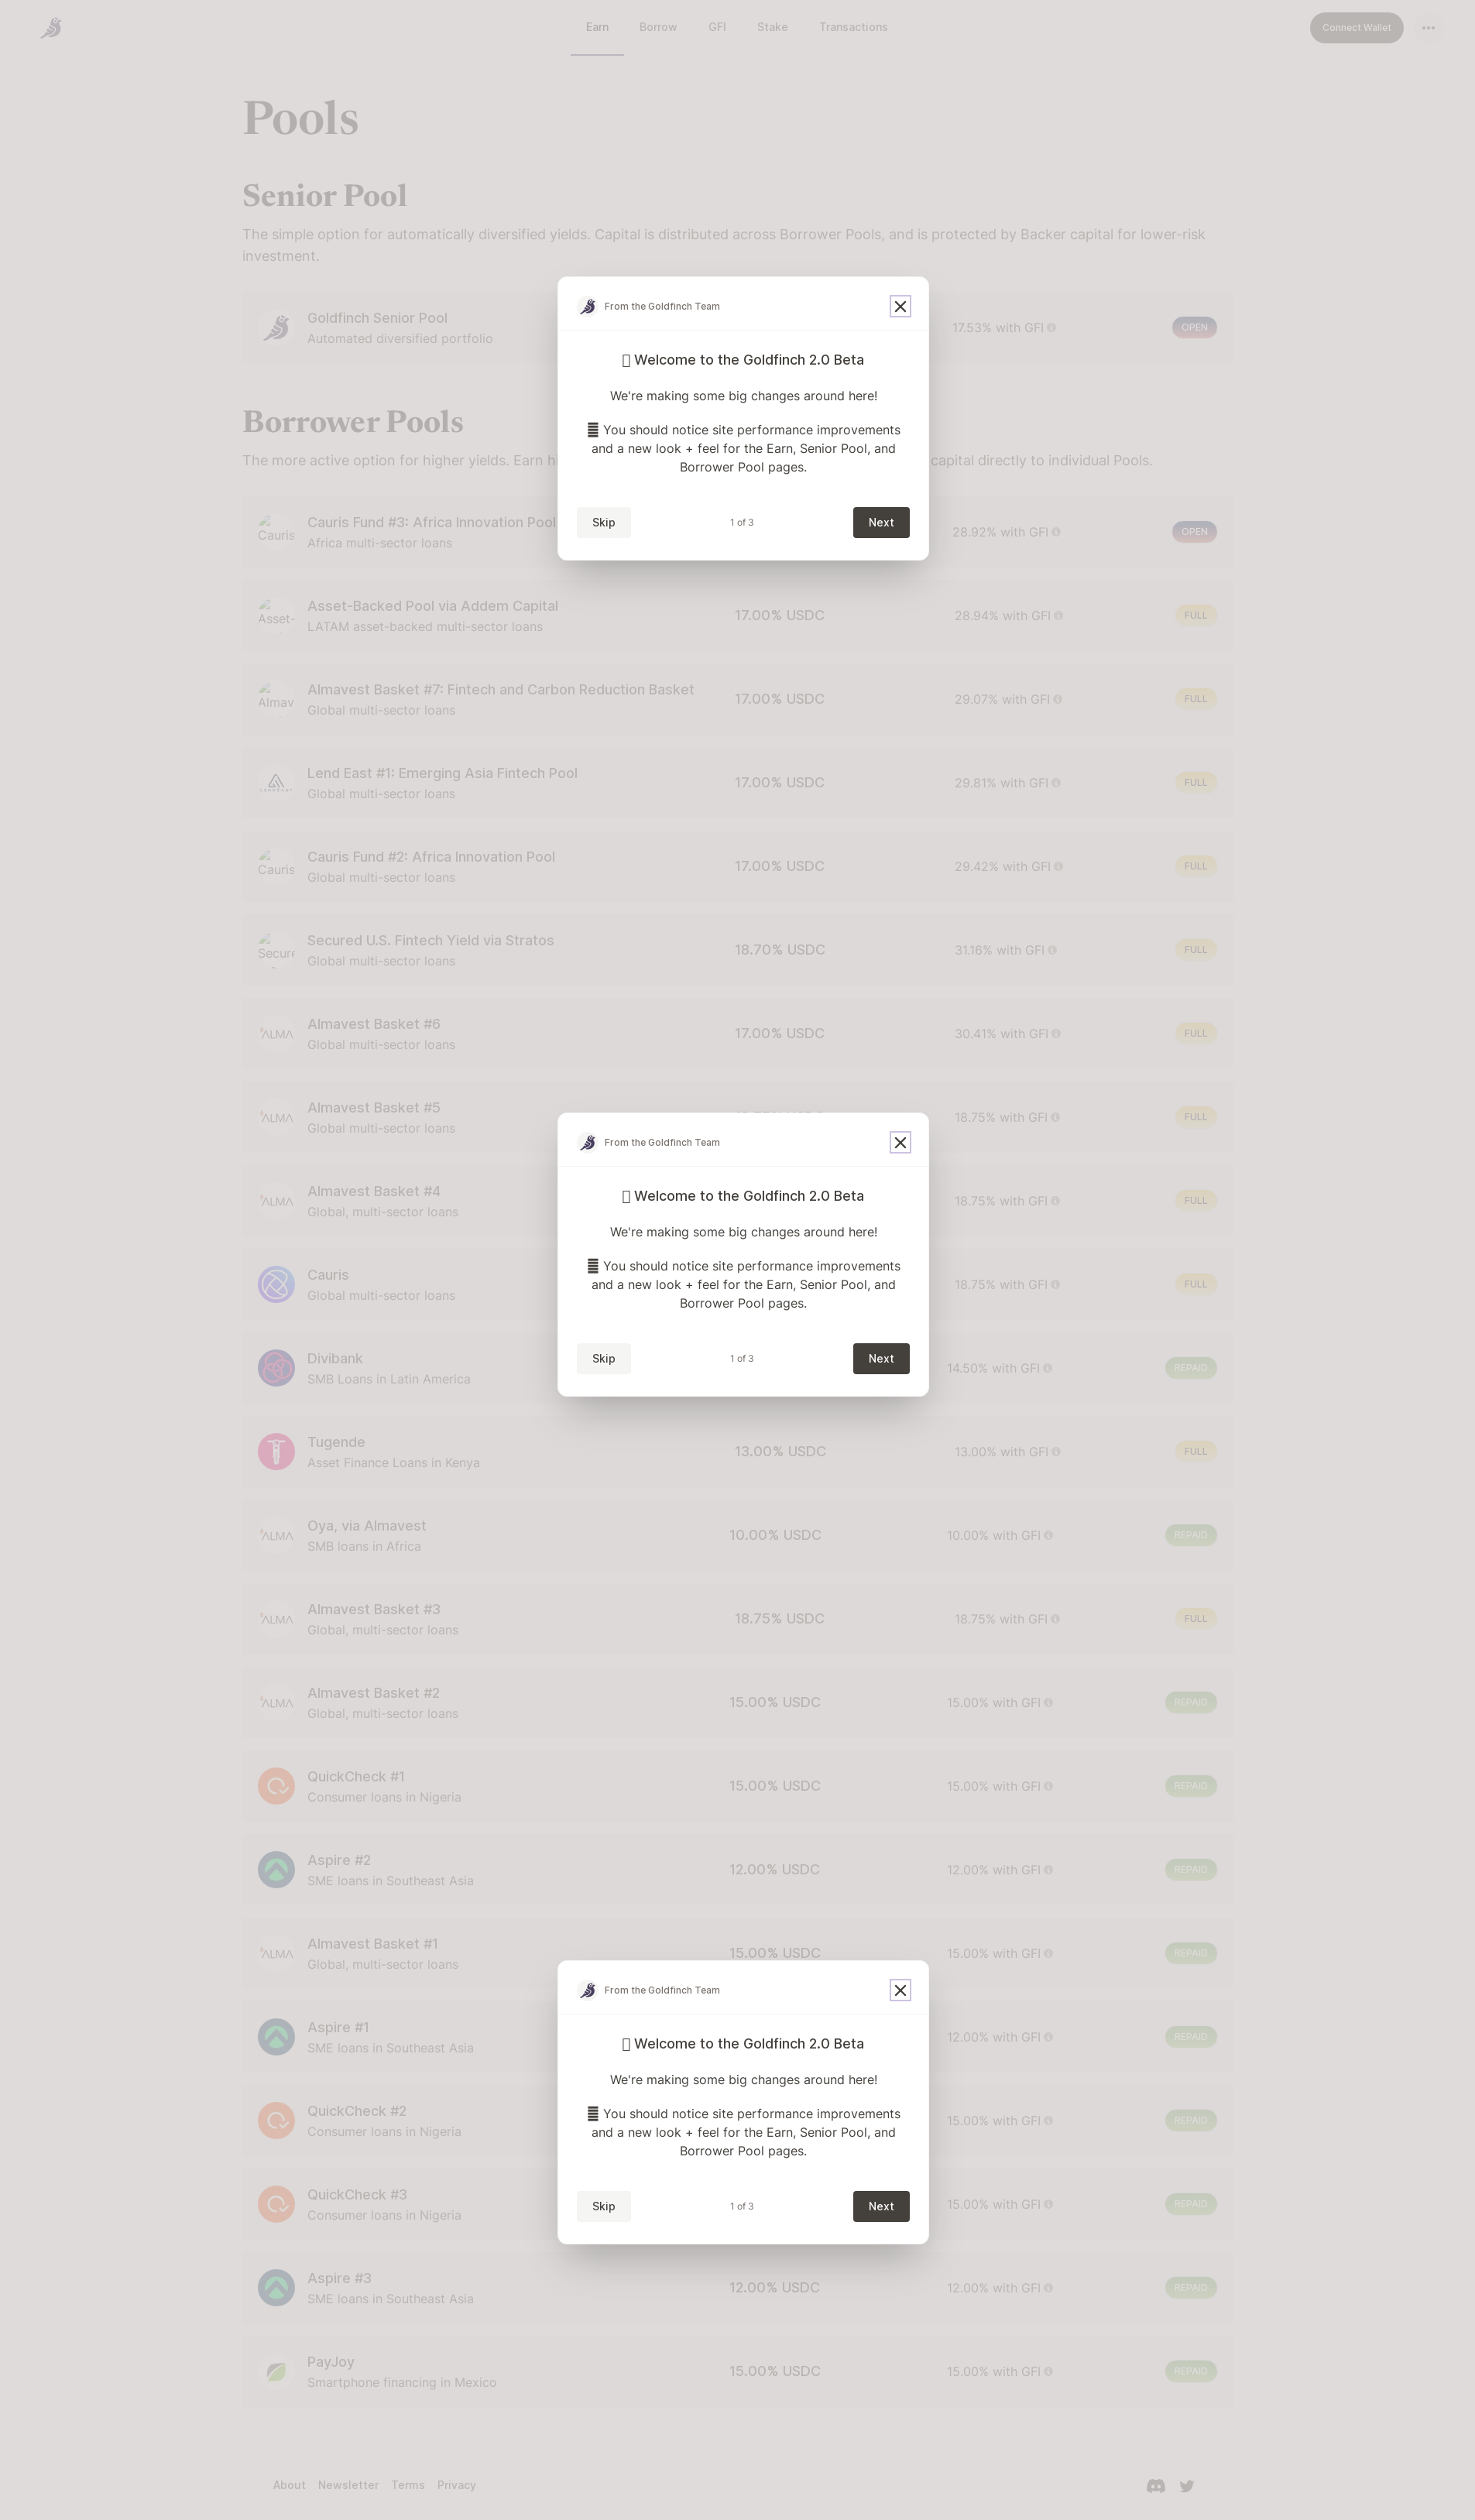 Earn Borrow GFI Stake Transactions Connect Wallet
Pools
Senior Pool
The simple option for automatically diversified yields. Capital is distributed across Borrower Pools, and is protected by Backer capital for lower-risk
investment.
Goldfinch Senior Pool
Automated diversified portfolio
17.53% with GFI
OPEN
From the Goldfinch Team
Welcome to the Goldfinch 2.0 Beta
We're making some big changes around here!
You should notice site performance improvements
and a new look + feel for the Earn, Senior Pool, and
Borrower Pool pages.
Skip 1 of 3 Next
Borrower Pools
The more active option for higher yields. Earn capital directly to individual Pools.
Cauris Cauris Fund #3: Africa Innovation Pool
Africa multi-sector loans
28.92% with GFI
OPEN
Asset- Asset-Backed Pool via Addem Capital
LATAM asset-backed multi-sector loans
17.00% USDC
28.94% with GFI
FULL
Almav Almavest Basket #7: Fintech and Carbon Reduction Basket
Global multi-sector loans
17.00% USDC
29.07% with GFI
FULL
Lend East #1: Emerging Asia Fintech Pool
Global multi-sector loans
17.00% USDC
29.81% with GFI
FULL
Cauris Cauris Fund #2: Africa Innovation Pool
Global multi-sector loans
17.00% USDC
29.42% with GFI
FULL
Secure Secured U.S. Fintech Yield via Stratos
Global multi-sector loans
18.70% USDC
31.16% with GFI
FULL
ALMA Almavest Basket #6
Global multi-sector loans
17.00% USDC
30.41% with GFI
FULL
ALMA Almavest Basket #5
Global multi-sector loans
18.75% with GFI
FULL
From the Goldfinch Team
Welcome to the Goldfinch 2.0 Beta
We're making some big changes around here!
You should notice site performance improvements
and a new look + feel for the Earn, Senior Pool, and
Borrower Pool pages.
Skip 1 of 3 Next
ALMA Almavest Basket #4
Global, multi-sector loans
18.75% with GFI
FULL
Cauris
Global multi-sector loans
18.75% with GFI
FULL
Divibank
SMB Loans in Latin America
14.50% with GFI
REPAID
Tugende
Asset Finance Loans in Kenya
13.00% USDC
13.00% with GFI
FULL
ALMA Oya, via Almavest
SMB loans in Africa
10.00% USDC
10.00% with GFI
REPAID
ALMA Almavest Basket #3
Global, multi-sector loans
18.75% USDC
18.75% with GFI
FULL
ALMA Almavest Basket #2
Global, multi-sector loans
15.00% USDC
15.00% with GFI
REPAID
QuickCheck #1
Consumer loans in Nigeria
15.00% USDC
15.00% with GFI
REPAID
Aspire #2
SME loans in Southeast Asia
12.00% USDC
12.00% with GFI
REPAID
ALMA Almavest Basket #1
Global, multi-sector loans
15.00% USDC
15.00% with GFI
REPAID
From the Goldfinch Team
Welcome to the Goldfinch 2.0 Beta
We're making some big changes around here!
You should notice site performance improvements
and a new look + feel for the Earn, Senior Pool, and
Borrower Pool pages.
Skip 1 of 3 Next
Aspire #1
SME loans in Southeast Asia
12.00% with GFI
REPAID
QuickCheck #2
Consumer loans in Nigeria
15.00% with GFI
REPAID
QuickCheck #3
Consumer loans in Nigeria
15.00% with GFI
REPAID
Aspire #3
SME loans in Southeast Asia
12.00% USDC
12.00% with GFI
REPAID
PayJoy
Smartphone financing in Mexico
15.00% USDC
15.00% with GFI
REPAID
About Newsletter Terms Privacy